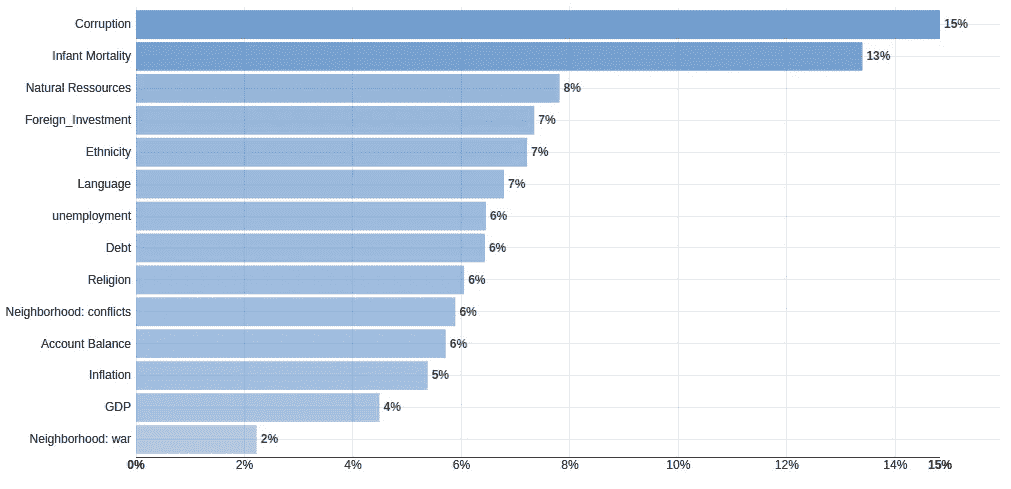 Corruption 15%
Infant Mortality 13%
Natural Ressources 8%
Foreign_Investment 7%
Ethnicity 7%
Language 7%
unemployment 6%
Debt 6%
Religion 6%
Neighborhood: conflicts 6%
Account Balance 6%
Inflation 5%
GDP 4%
Neighborhood: war 2%
0% 2% 4% 6% 8% 10% 12% 14% 15%